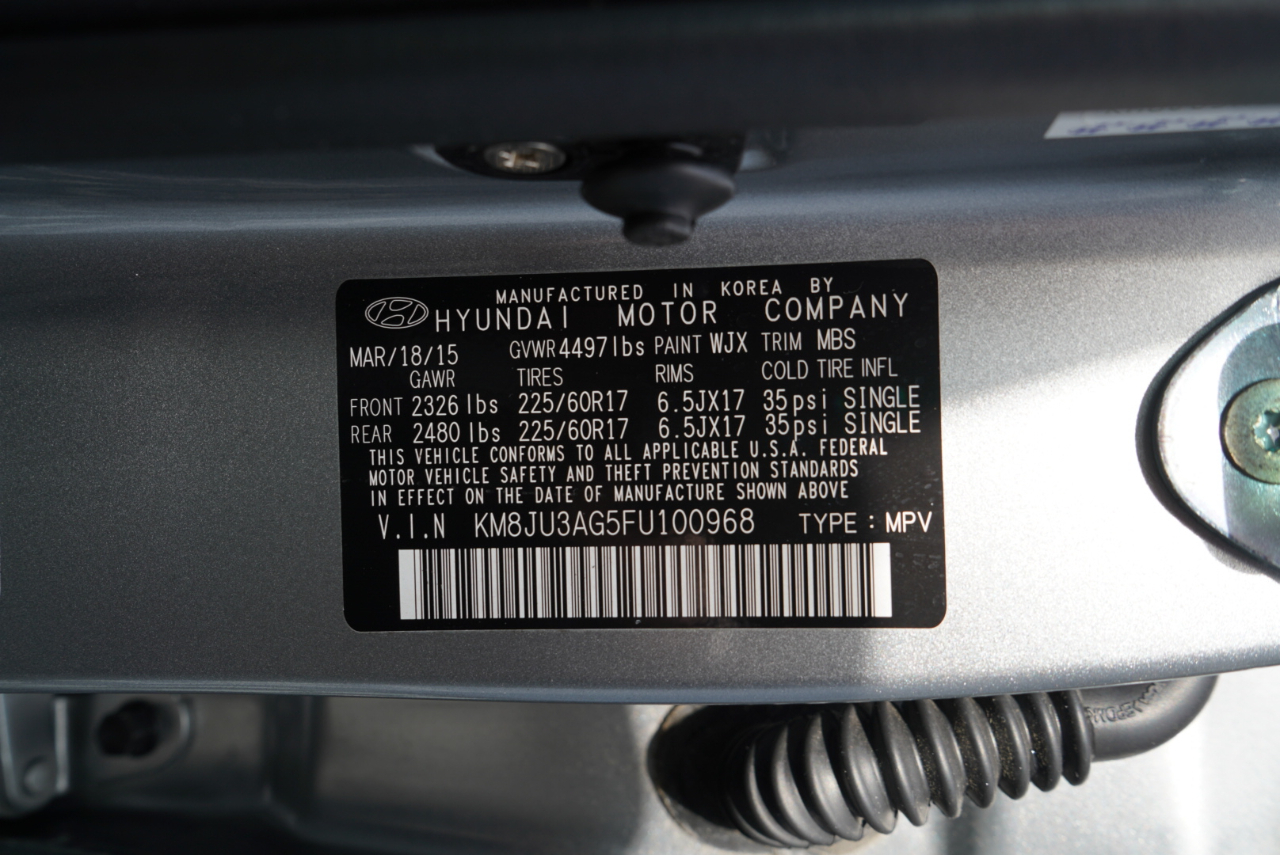 MANUFACTURED IN KOREA BY
HYUNDAI MOTOR COMPANY
MAR/18/15 GVWR 4497 lbs PAINT WJX TRIM MBS
GAWR TIRES RIMS COLD TIRE INFL
FRONT 2326 lbs 225/60R17 6.5JX17 35psi SINGLE
REAR 2480 lbs 225/60R17 6.5JX17 35psi SINGLE
THIS VEHICLE CONFORMS TO ALL APPLICABLE U.S.A. FEDERAL
MOTOR VEHICLE SAFETY AND THEFT PREVENTION STANDARDS
IN EFFECT ON THE DATE OF MANUFACTURE SHOWN ABOVE
V.I.N KM8JU3AG5FU100968 TYPE : MPV